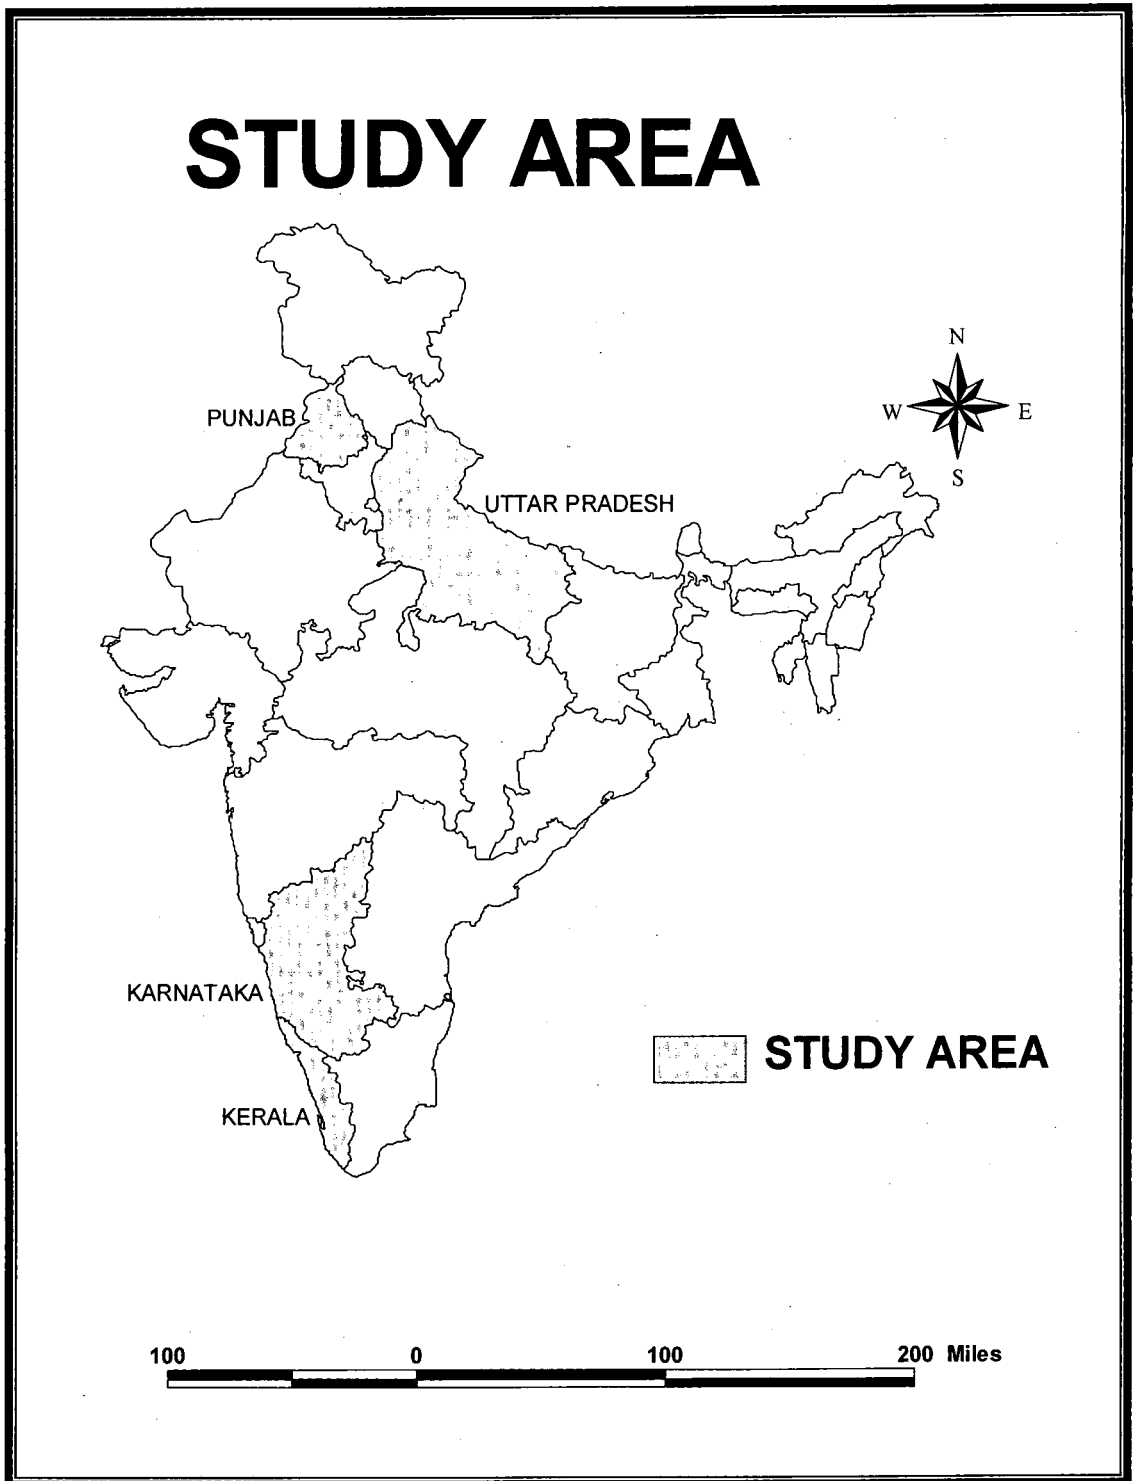 STUDY AREA
N
W E
S
PUNJAB
UTTAR PRADESH
KARNATAKA
STUDY AREA
KERALA
100 0 100 200 Miles